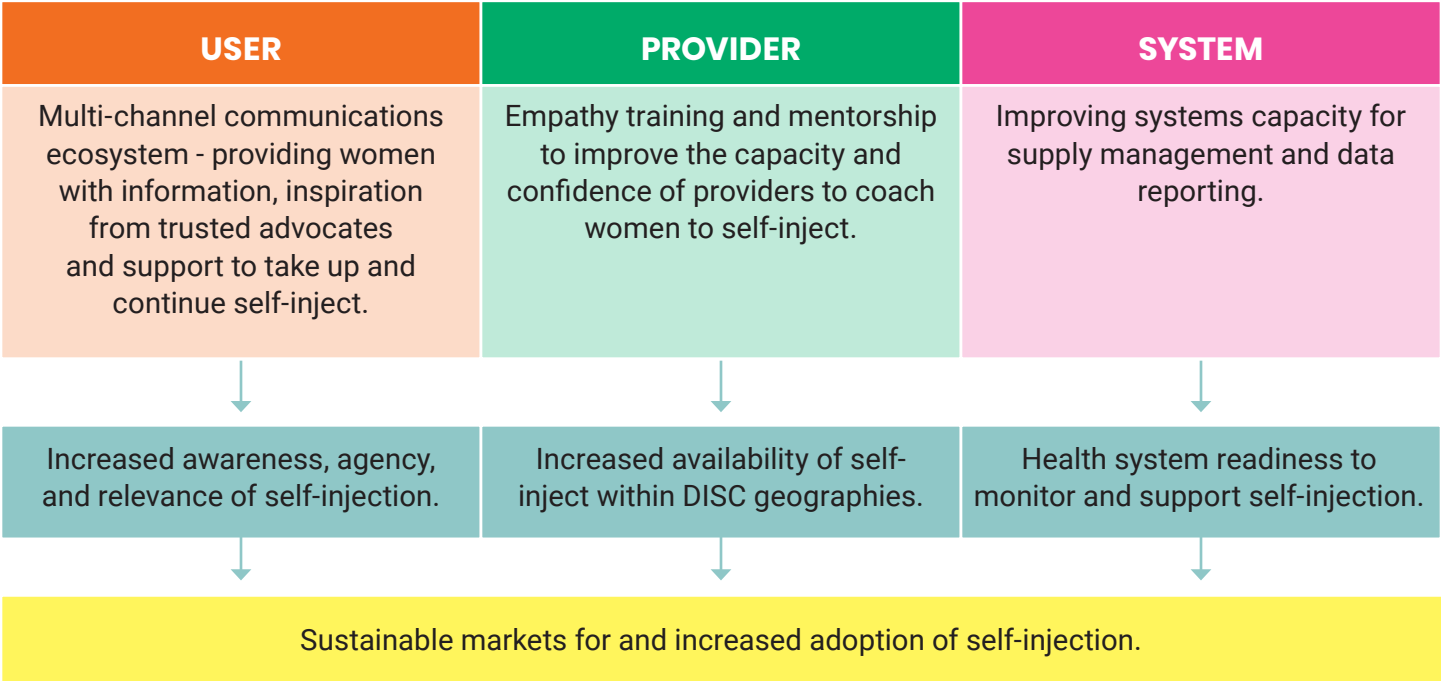 USER
PROVIDER
SYSTEM
Multi-channel communications
ecosystem - providing women
with information, inspiration
from trusted advocates
and support to take up and
continue self-inject.
Empathy training and mentorship
to improve the capacity and
confidence of providers to coach
women to self-inject.
Improving systems capacity for
supply management and data
reporting.
Increased awareness, agency,
and relevance of self-injection.
Increased availability of self-
inject within DISC geographies.
Health system readiness to
monitor and support self-injection.
Sustainable markets for and increased adoption of self-injection.